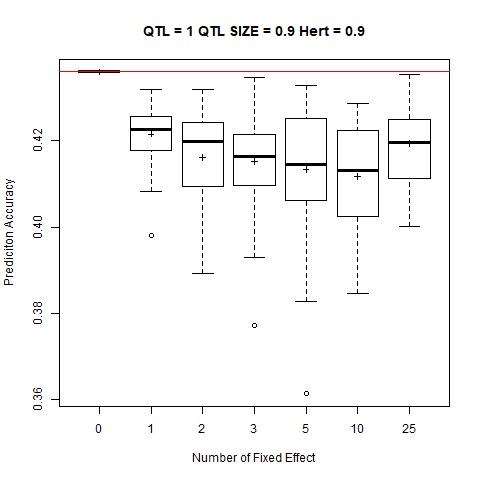 QTL = 1 QTL SIZE = 0.9 Hert = 0.9
Prediciton Accuracy
0.42
0.40
0.38
0.36
0 1 2 3 5 10 25
Number of Fixed Effect